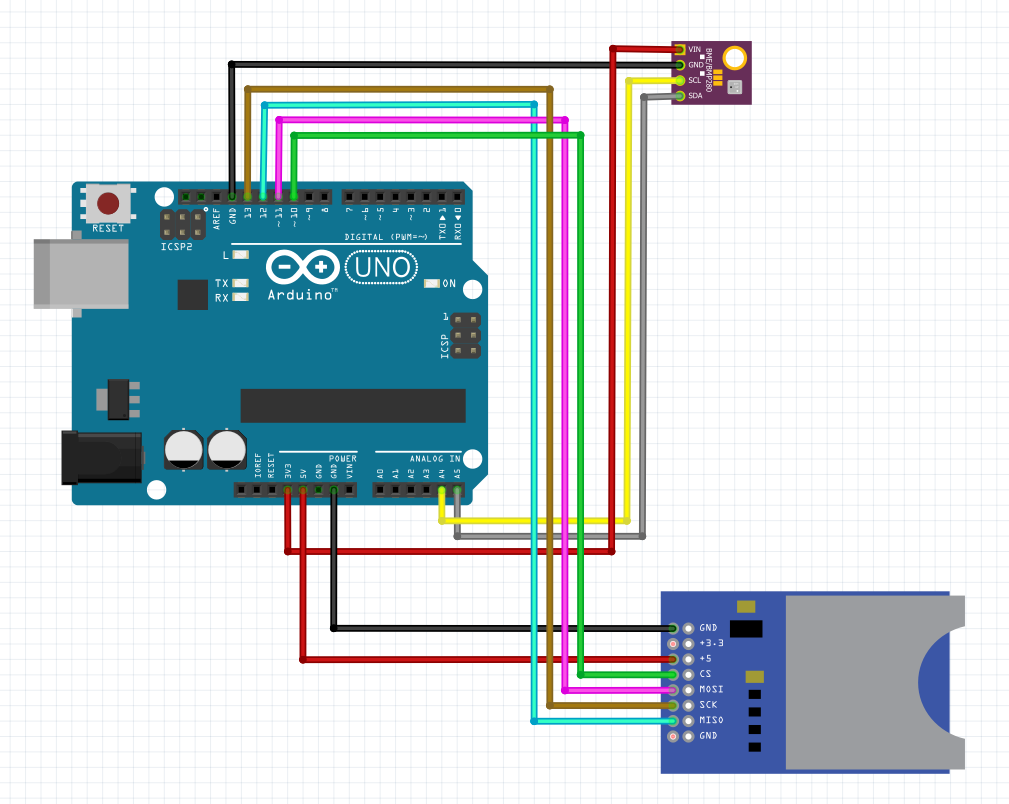 VIN
GND
SCL
SDA
BME/BMP280
RESET
ICSP2
AREF
GND
13
12
~11
~10
~9
8
7
~6
~5
4
~3
2
TX0▶1
RX0◀0
DIGITAL (PWM=~)
L
TX
RX
UNO
Arduino™
ON
1
ICSP
POWER
ANALOG IN
IOREF
RESET
3V3
5V
GND
GND
VIN
A0
A1
A2
A3
A4
A5
GND
+3.3
+5
CS
MOSI
SCK
MISO
GND